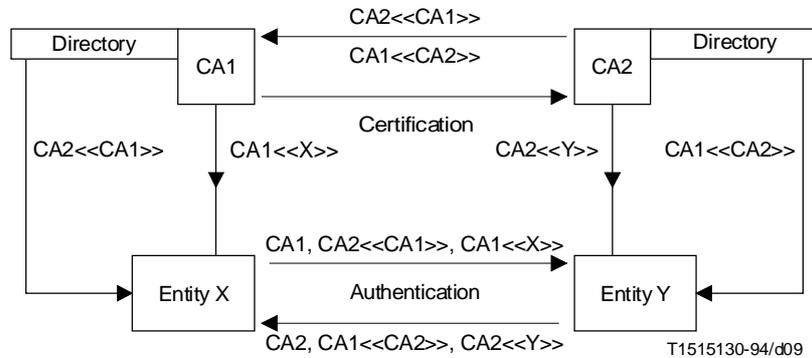 CA2<<CA1>>
Directory
Directory
CA1
CA1<<CA2>>
CA2
Certification
CA2<<CA1>>
CA1<<X>>
CA2<<Y>>
CA1<<CA2>>
CA1, CA2<<CA1>>, CA1<<X>>
Entity X
Authentication
Entity Y
CA2, CA1<<CA2>>, CA2<<Y>>
T1515130-94/d09